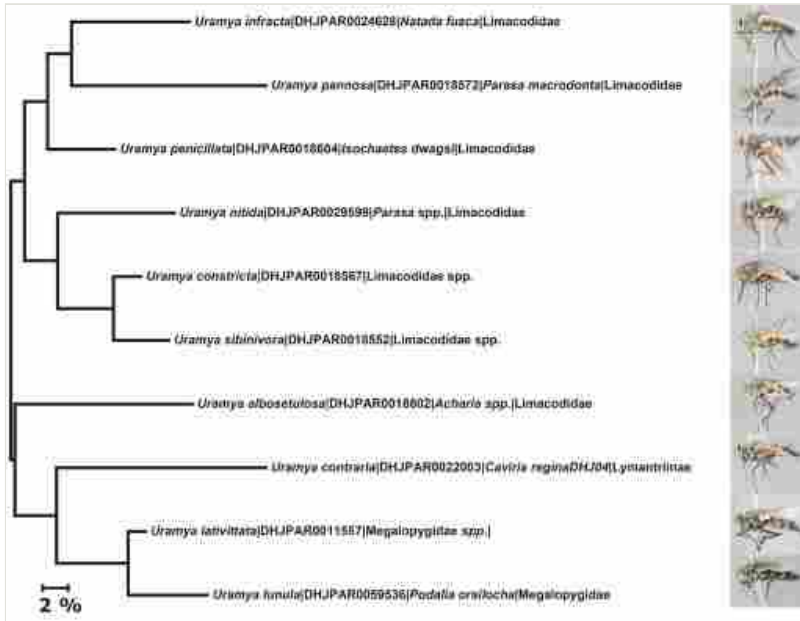 Uramya infracta|DHJPAR0024628|Natada fusca|Limacodidae
Uramya pannosa|DHJPAR0018572|Parasa macrodonta|Limacodidae
Uramya penicillata|DHJPAR0018604|Isochaetes dwagsi|Limacodidae
Uramya nitida|DHJPAR0029599|Parasa spp.|Limacodidae
Uramya constricta|DHJPAR0018567|Limacodidae spp.
Uramya sibinivora|DHJPAR0018552|Limacodidae spp.
Uramya albosetulosa|DHJPAR0018602|Acharia spp.|Limacodidae
Uramya contraria|DHJPAR0022003|Caviria reginaDHJ04|Lymantriinae
Uramya lativittata|DHJPAR0011557|Megalopygidae spp.|
Uramya lunula|DHJPAR0059536|Podalia orsilocha|Megalopygidae
2 %